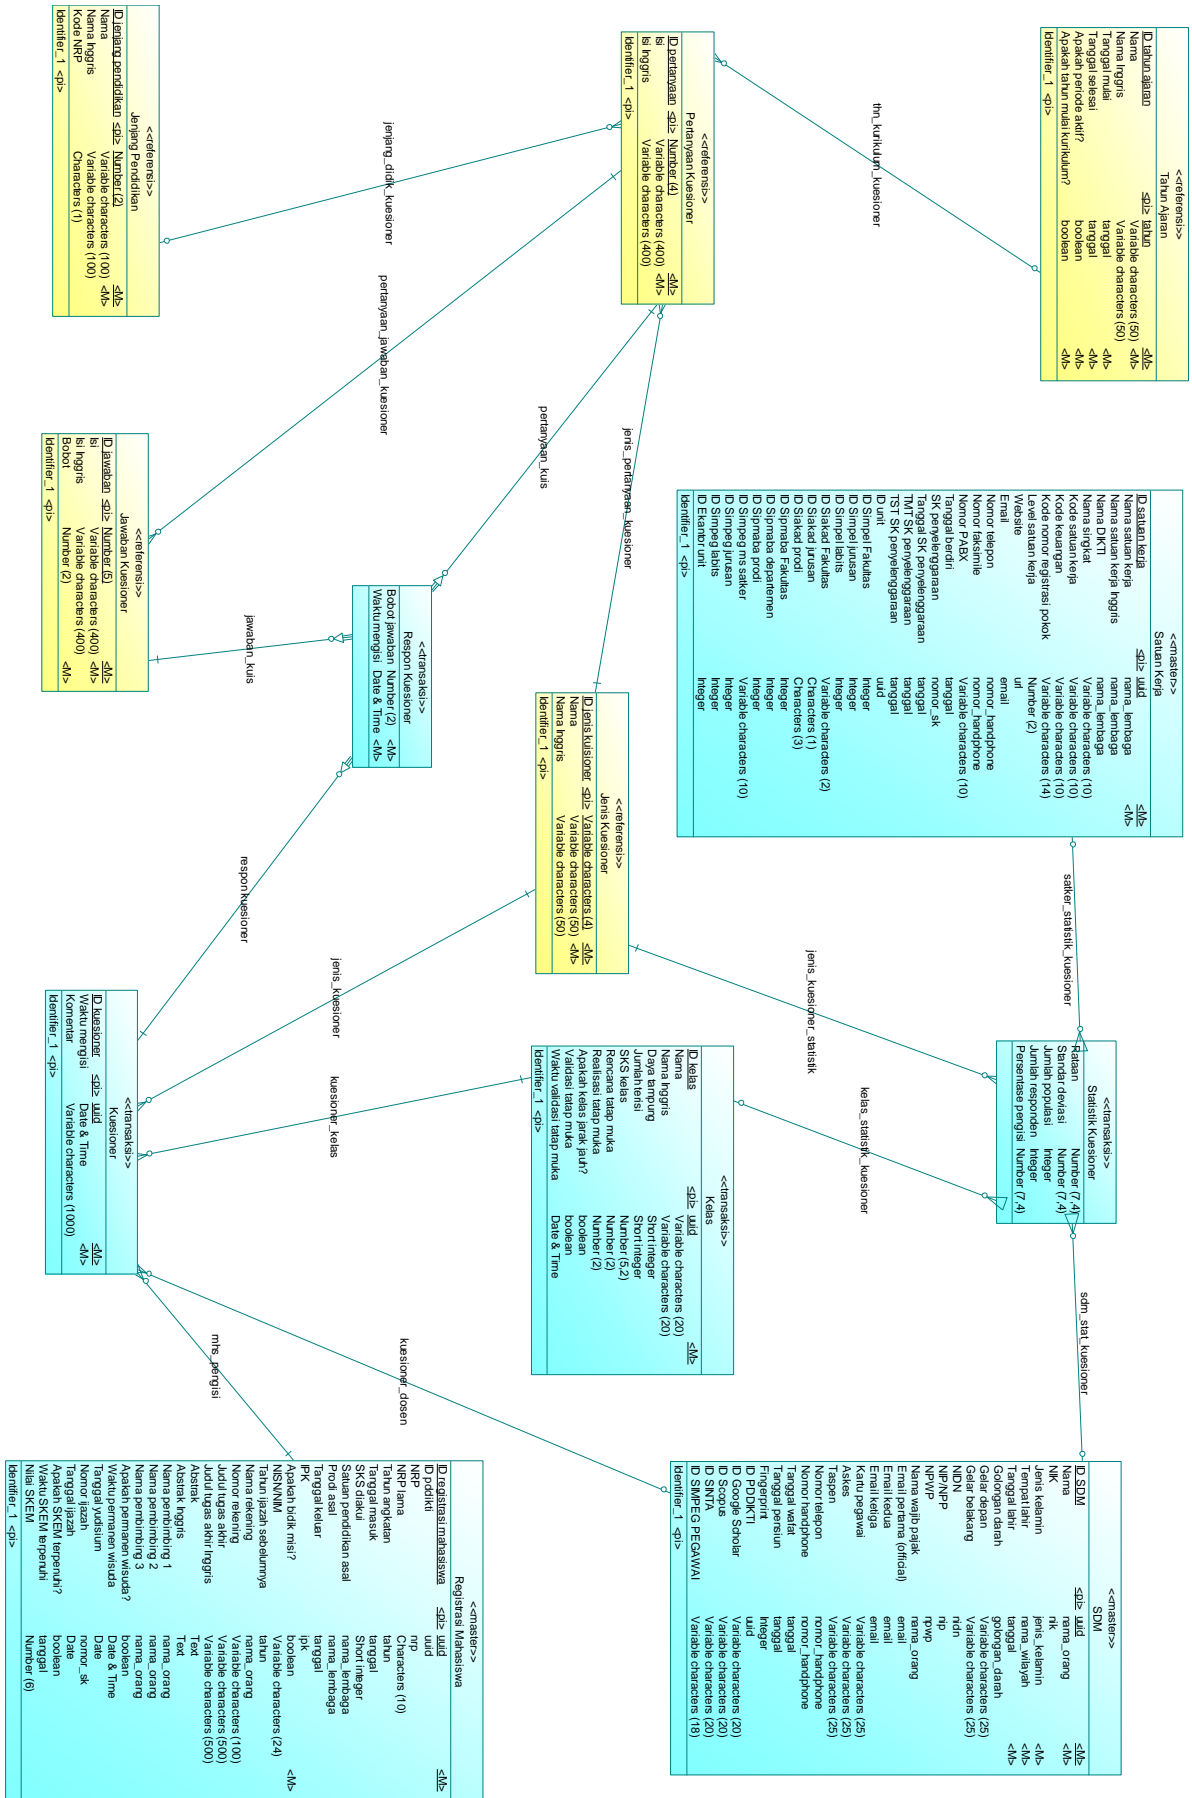 <<referensi>>
Tahun Ajaran
ID tahun ajaran <pi> tahun <M>
Nama Variable characters (50) <M>
Nama Inggris Variable characters (50)
Tanggal mulai tanggal <M>
Tanggal selesai tanggal <M>
Apakah periode aktif? boolean
Apakah tahun mulai kurikulum? boolean <M>
Identifier_1 <pi>
thn_kurikulum_kuesioner
<<referensi>>
Pertanyaan Kuesioner
ID pertanyaan <pi> Number (4) <M>
Isi Variable characters (400) <M>
Isi Inggris Variable characters (400)
Identifier_1 <pi>
jenjang_didik_kuesioner
<<referensi>>
Jenjang Pendidikan
ID jenjang pendidikan <pi> Number (2) <M>
Nama Variable characters (100) <M>
Nama Inggris Variable characters (100)
Kode NRP Characters (1)
Identifier_1 <pi>
pertanyaan_jawaban_kuesioner
pertanyaan_kuis
jenis_pertanyaan_kuesioner
<<master>>
Satuan Kerja
ID satuan kerja <pi> uuid <M>
Nama satuan kerja nama_lembaga <M>
Nama satuan kerja Inggris nama_lembaga
Nama DIKTI nama_lembaga
Nama singkat Variable characters (10)
Kode satuan kerja Variable characters (10)
Kode keuangan Variable characters (10)
Kode nomor registrasi pokok Variable characters (14)
Level satuan kerja Number (2)
Website url
Email email
Nomor telepon nomor_handphone
Nomor faksimile nomor_handphone
Nomor PABX Variable characters (10)
Tanggal berdiri tanggal
SK penyelenggaraan nomor_sk
Tanggal SK penyelenggaraan tanggal
TMT SK penyelenggaraan tanggal
TST SK penyelenggaraan tanggal
ID unit uuid
ID Simpel Fakultas Integer
ID Simpel jurusan Integer
ID Simpel labits Integer
ID Siakad Fakultas Variable characters (2)
ID Siakad jurusan Characters (1)
ID Siakad prodi Characters (3)
ID Sipmaba Fakultas Integer
ID Sipmaba departemen Integer
ID Sipmaba prodi Integer
ID Simpeg ms satker Variable characters (10)
ID Simpeg jurusan Integer
ID Simpeg labits Integer
ID Ekantor unit Integer
Identifier_1 <pi>
<<referensi>>
Jawaban Kuesioner
ID jawaban <pi> Number (5) <M>
Isi Variable characters (400) <M>
Isi Inggris Variable characters (400)
Bobot Number (2) <M>
Identifier_1 <pi>
jawaban_kuis
<<transaksi>>
Respon Kuesioner
Bobot jawaban Number (2) <M>
Waktu mengisi Date & Time <M>
respon kuesioner
<<referensi>>
Jenis Kuesioner
ID jenis kuisioner <pi> Variable characters (4) <M>
Nama Variable characters (50) <M>
Nama Inggris Variable characters (50)
Identifier_1 <pi>
jenis_kuesioner
jenis_kuesioner_statistik
satker_statistik_kuesioner
<<transaksi>>
Statistik Kuesioner
Rataan Number (7,4)
Standar deviasi Number (7,4)
Jumlah populasi Integer
Jumlah responden Integer
Persentase pengisi Number (7,4)
kelas_statistik_kuesioner
sdm_stat_kuesioner
<<transaksi>>
Kelas
ID kelas <pi> uuid <M>
Nama Variable characters (20)
Nama Inggris Variable characters (20)
Daya tampung Short integer
Jumlah terisi Short integer
SKS kelas Number (5,2)
Rencana tatap muka Number (2)
Realisasi tatap muka Number (2)
Apakah kelas jarak jauh? boolean
Validasi tatap muka boolean
Waktu validasi tatap muka Date & Time
Identifier_1 <pi>
kuesioner_kelas
<<transaksi>>
Kuesioner
ID kuesioner <pi> uuid <M>
Waktu mengisi Date & Time <M>
Komentar Variable characters (1000)
Identifier_1 <pi>
kuesioner_dosen
mhs_pengisi
<<master>>
SDM
ID SDM <pi> uuid <M>
Nama nama_orang
NIK nik
Jenis kelamin jenis_kelamin <M>
Tempat lahir nama_wilayah <M>
Tanggal lahir tanggal <M>
Golongan darah golongan_darah
Gelar depan Variable characters (25)
Gelar belakang Variable characters (25)
NIDN nidn
NIP/NPP nip
NPWP npwp
Nama wajib pajak nama_orang
Email pertama (official) email
Email kedua email
Email ketiga email
Kartu pegawai Variable characters (25)
Askes Variable characters (25)
Taspen Variable characters (25)
Nomor telepon nomor_handphone
Nomor handphone nomor_handphone
Tanggal wafat tanggal
Tanggal pensiun tanggal
Fingerprint Integer
ID PDDIKTI uuid
ID Google Scholar Variable characters (20)
ID Scopus Variable characters (20)
ID SINTA Variable characters (20)
ID SIMPEG PEGAWAI Variable characters (18)
Identifier_1 <pi>
<<master>>
Registrasi Mahasiswa
ID registrasi mahasiswa <pi> uuid <M>
ID pddikti uuid
NRP nrp
NRP lama Characters (10)
Tahun angkatan tahun
Tanggal masuk tanggal
SKS diakui Short integer
Satuan pendidikan asal nama_lembaga
Prodi asal nama_lembaga
Tanggal keluar tanggal
IPK ipk
Apakah bidik misi? boolean <M>
NISN/NIM Variable characters (24)
Tahun ijazah sebelumnya tahun
Nama rekening nama_orang
Nomor rekening Variable characters (100)
Judul tugas akhir Variable characters (500)
Judul tugas akhir Inggris Variable characters (500)
Abstrak Text
Abstrak Inggris Text
Nama pembimbing 1 nama_orang
Nama pembimbing 2 nama_orang
Nama pembimbing 3 nama_orang
Apakah permanen wisuda? boolean
Waktu permanen wisuda Date & Time
Tanggal yudisium Date
Nomor ijazah nomor_sk
Tanggal ijazah Date
Apakah SKEM terpenuhi? boolean
Waktu SKEM terpenuhi tanggal
Nilai SKEM Number (6)
Identifier_1 <pi>